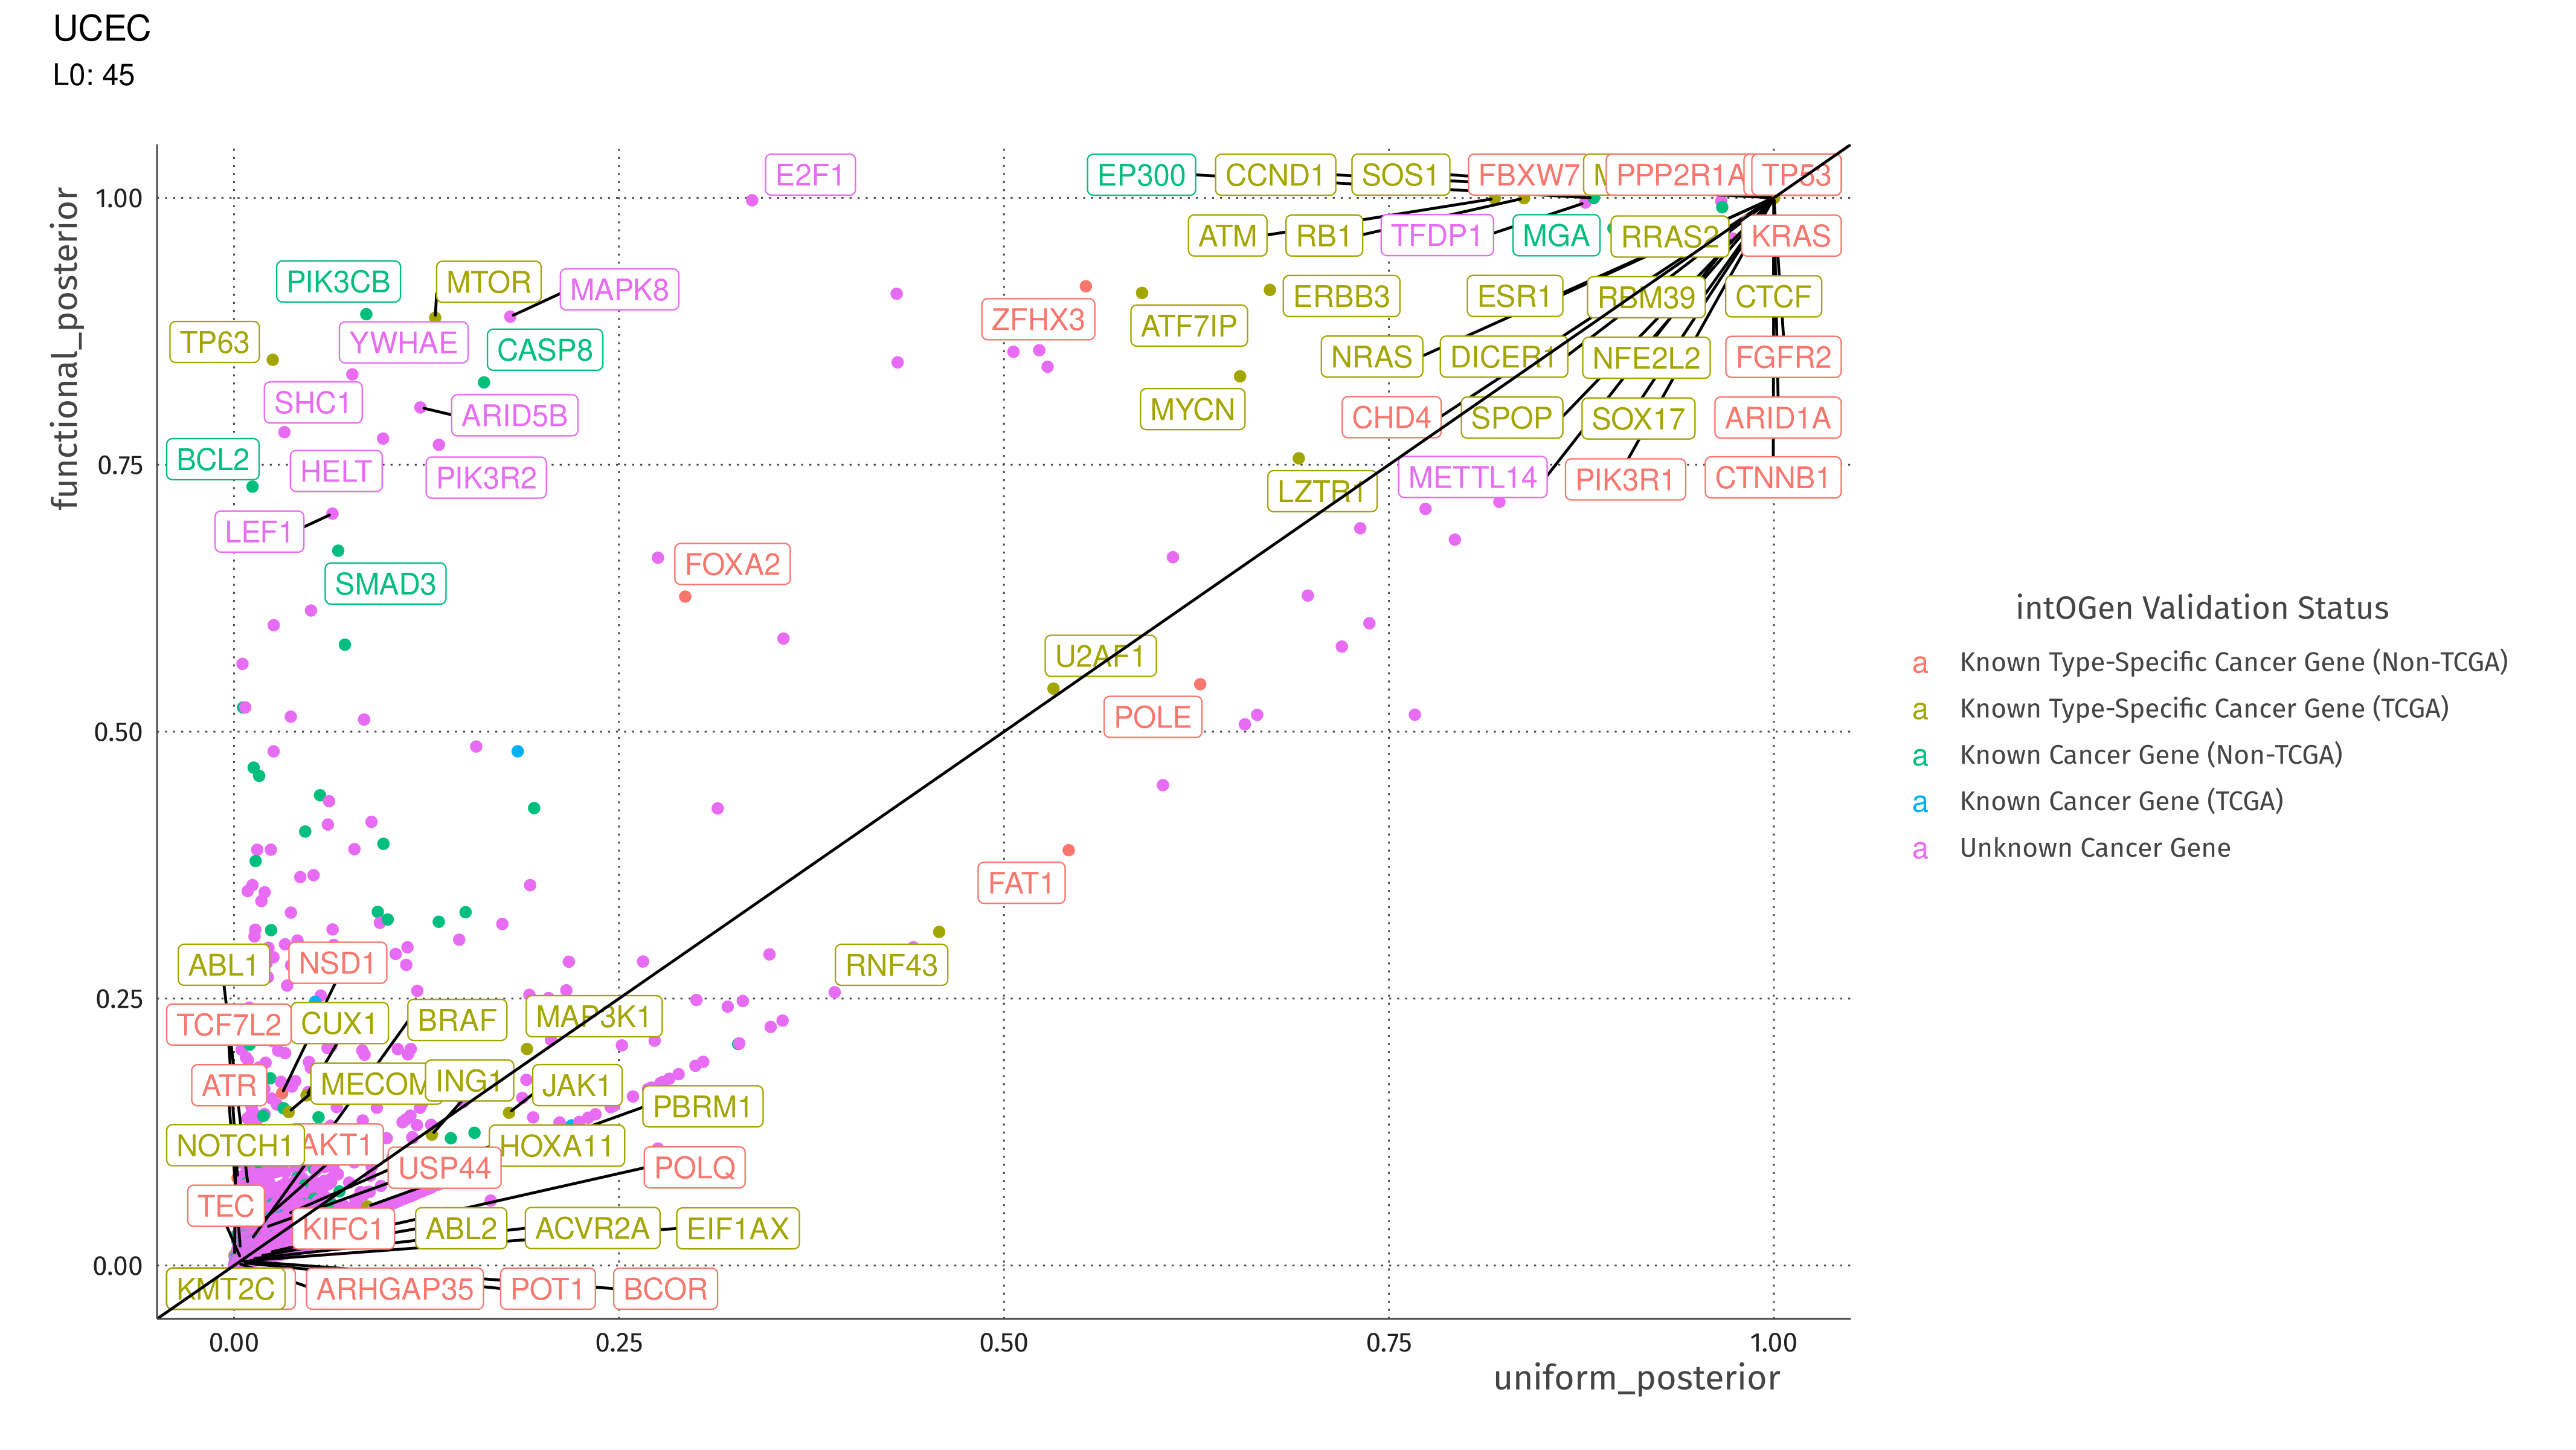 UCEC
L0: 45
functional_posterior
1.00
0.75
0.50
0.25
0.00
E2F1
EP300
CCND1
SOS1
FBXW7
PPP2R1A
TP53
ATM
RB1
TFDP1
MGA
RRAS2
KRAS
PIK3CB
MTOR
MAPK8
ZFHX3
ATF7IP
ERBB3
ESR1
RBM39
CTCF
TP63
YWHAE
CASP8
NRAS
DICER1
NFE2L2
FGFR2
SHC1
ARID5B
MYCN
CHD4
SPOP
SOX17
ARID1A
BCL2
HELT
PIK3R2
LZTR1
METTL14
PIK3R1
CTNNB1
LEF1
SMAD3
FOXA2
U2AF1
POLE
FAT1
RNF43
ABL1
NSD1
TCF7L2
CUX1
BRAF
MAP3K1
ATR
MECOM
ING1
JAK1
PBRM1
NOTCH1
AKT1
HOXA11
USP44
POLQ
TEC
KIFC1
ABL2
ACVR2A
EIF1AX
KMT2C
ARHGAP35
POT1
BCOR
0.00
0.25
0.50
0.75
1.00
uniform_posterior
intOGen Validation Status
a Known Type-Specific Cancer Gene (Non-TCGA)
a Known Type-Specific Cancer Gene (TCGA)
a Known Cancer Gene (Non-TCGA)
a Known Cancer Gene (TCGA)
a Unknown Cancer Gene